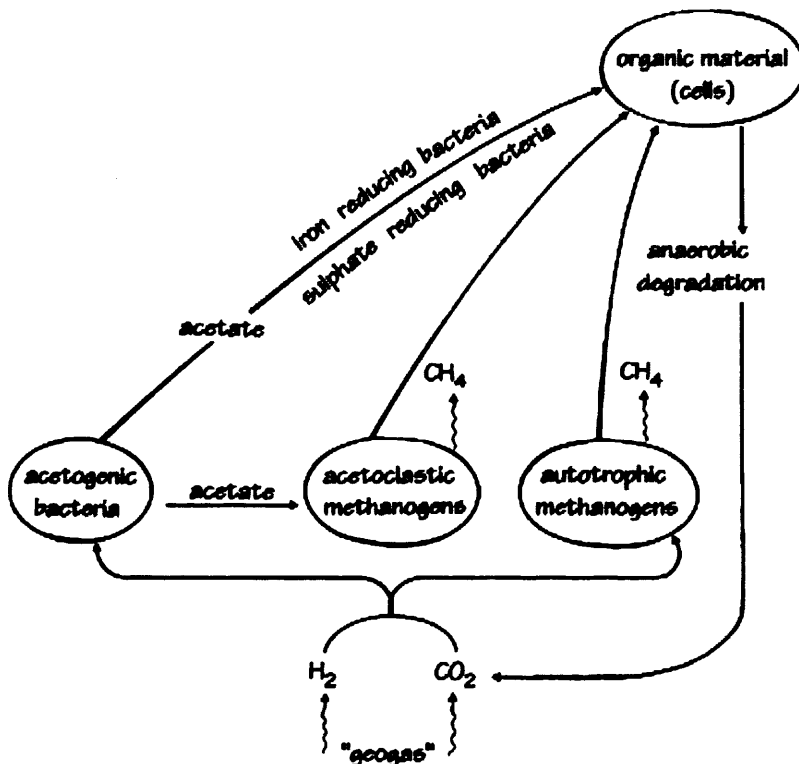 organic material
(cells)
iron reducing bacteria
sulphate reducing bacteria
anaerobic
degradation
acetate
CH₄
CH₄
acetogenic
bacteria
acetate
acetoclastic
methanogens
autotrophic
methanogens
H₂
CO₂
"geogas"